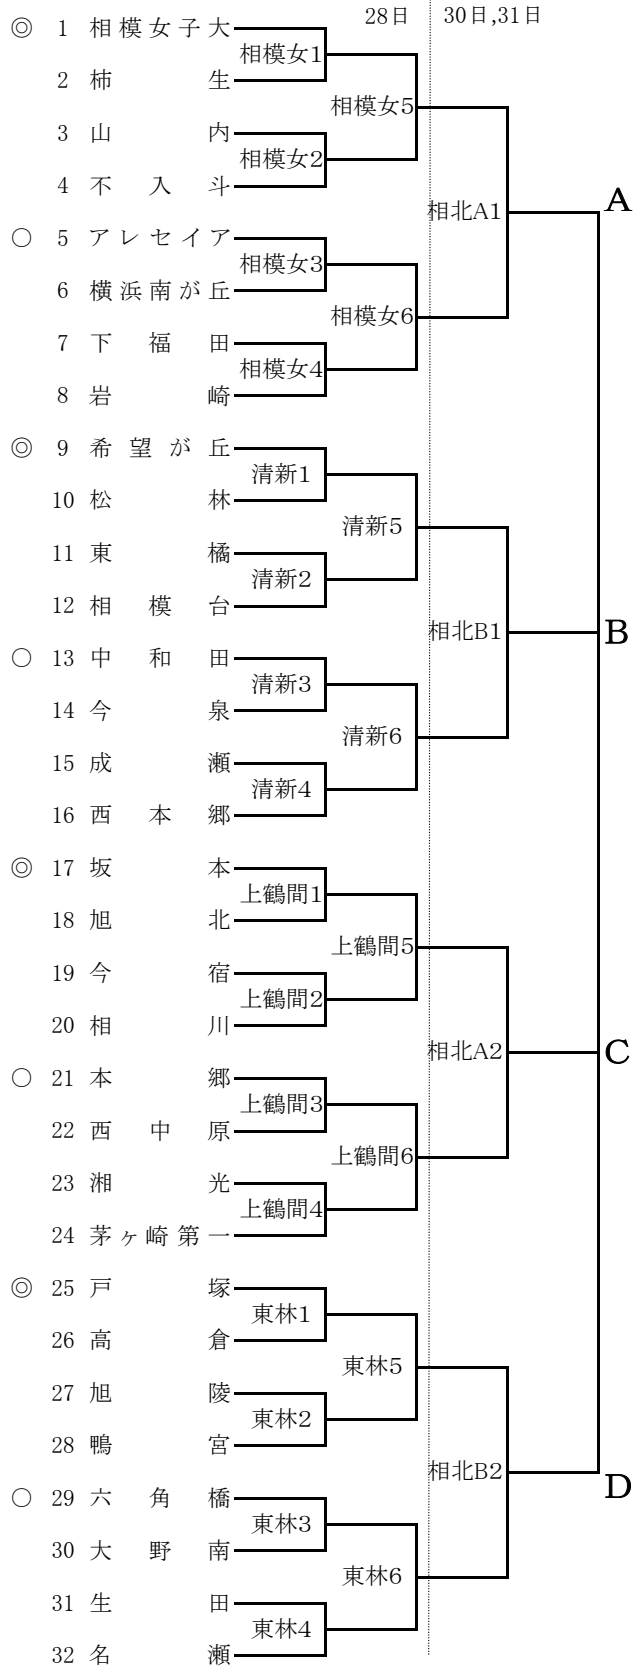 28日 30日,31日
◎ 1 相模女子大
相模女1
2 柿生
相模女5
3 山内
相模女2
4 不入斗
A
相北A1
○ 5 アレセイア
相模女3
6 横浜南が丘
相模女6
7 下福田
相模女4
8 岩崎
◎ 9 希望が丘
清新1
10 松林
清新5
11 東橘
清新2
12 相模台
相北B1 B
○ 13 中和田
清新3
14 今泉
清新6
15 成瀬
清新4
16 西本郷
◎ 17 坂本
上鶴間1
18 旭北
上鶴間5
19 今宿
上鶴間2
20 相川
相北A2 C
○ 21 本郷
上鶴間3
22 西中原
上鶴間6
23 湘光
上鶴間4
24 茅ヶ崎第一
◎ 25 戸塚
東林1
26 高倉
東林5
27 旭陵
東林2
28 鴨宮
相北B2 D
○ 29 六角橋
東林3
30 大野南
東林6
31 生田
東林4
32 名瀬